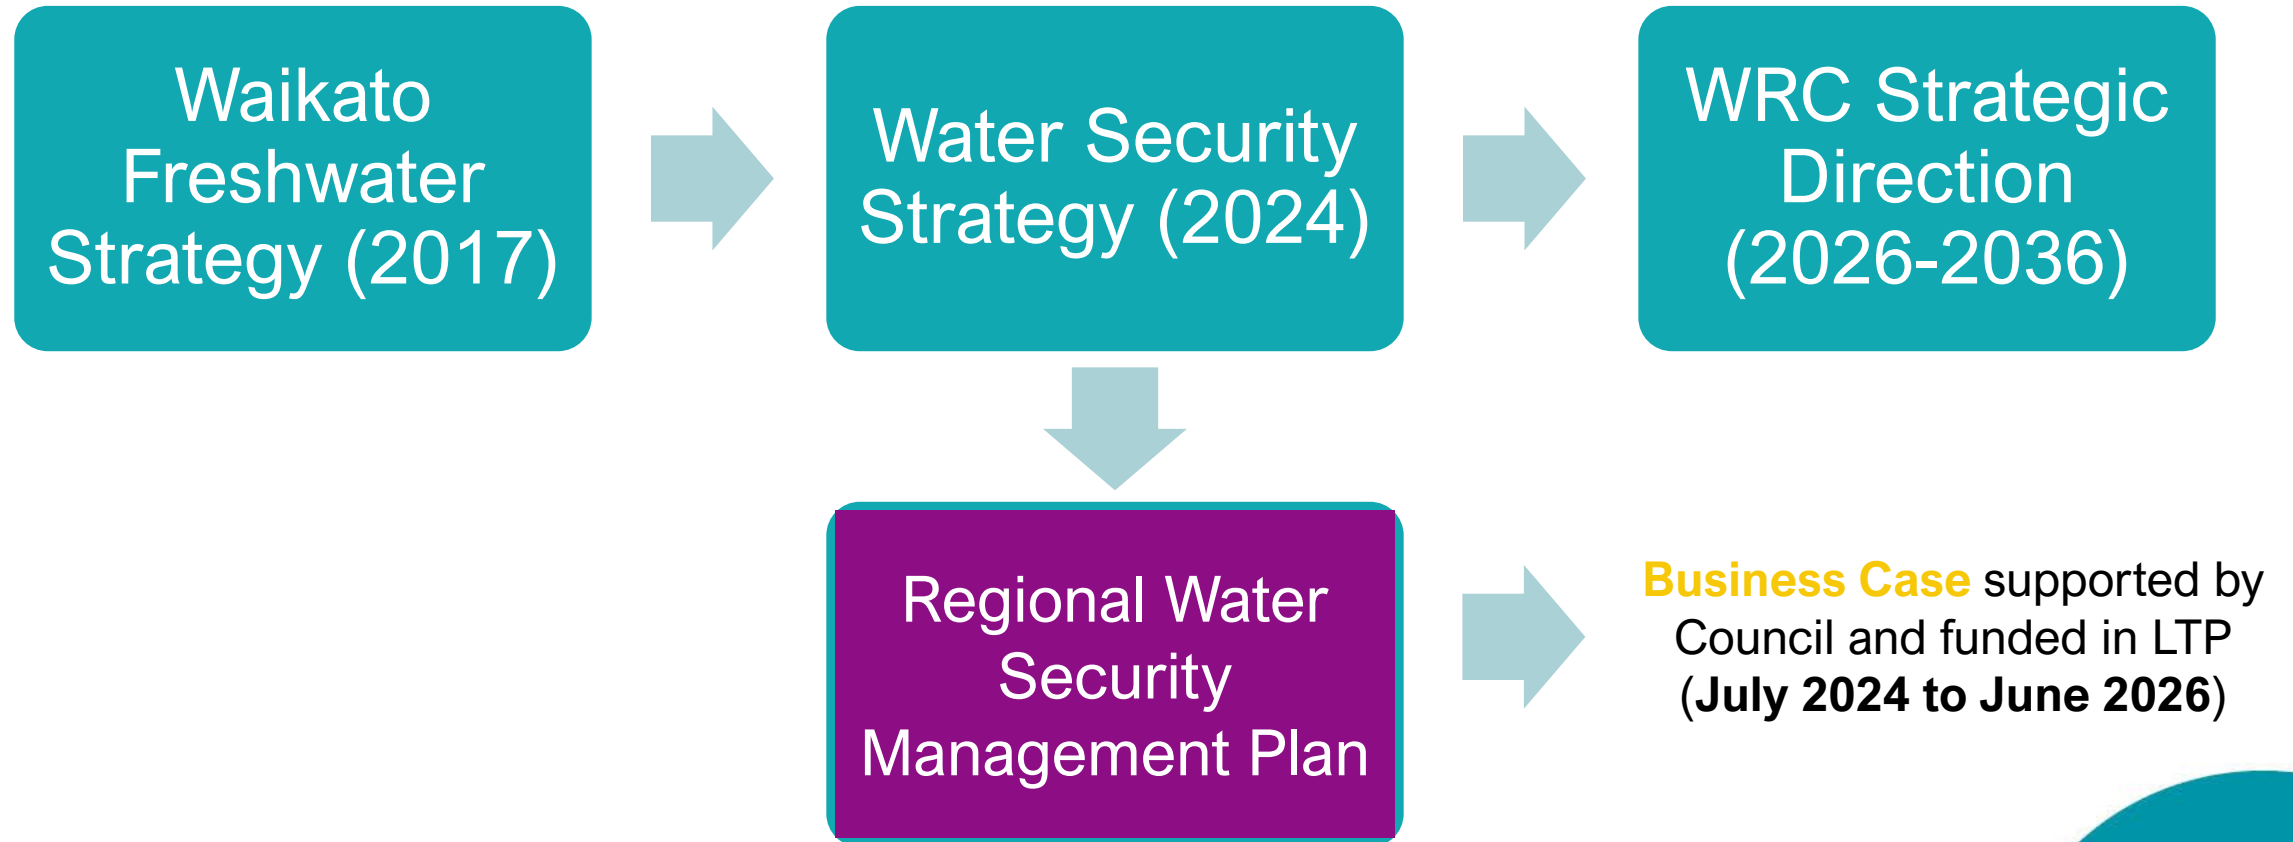 Waikato
Freshwater
Strategy (2017)
Water Security
Strategy (2024)
WRC Strategic
Direction
(2026-2036)
Regional Water
Security
Management Plan
Business Case supported by
Council and funded in LTP
(July 2024 to June 2026)